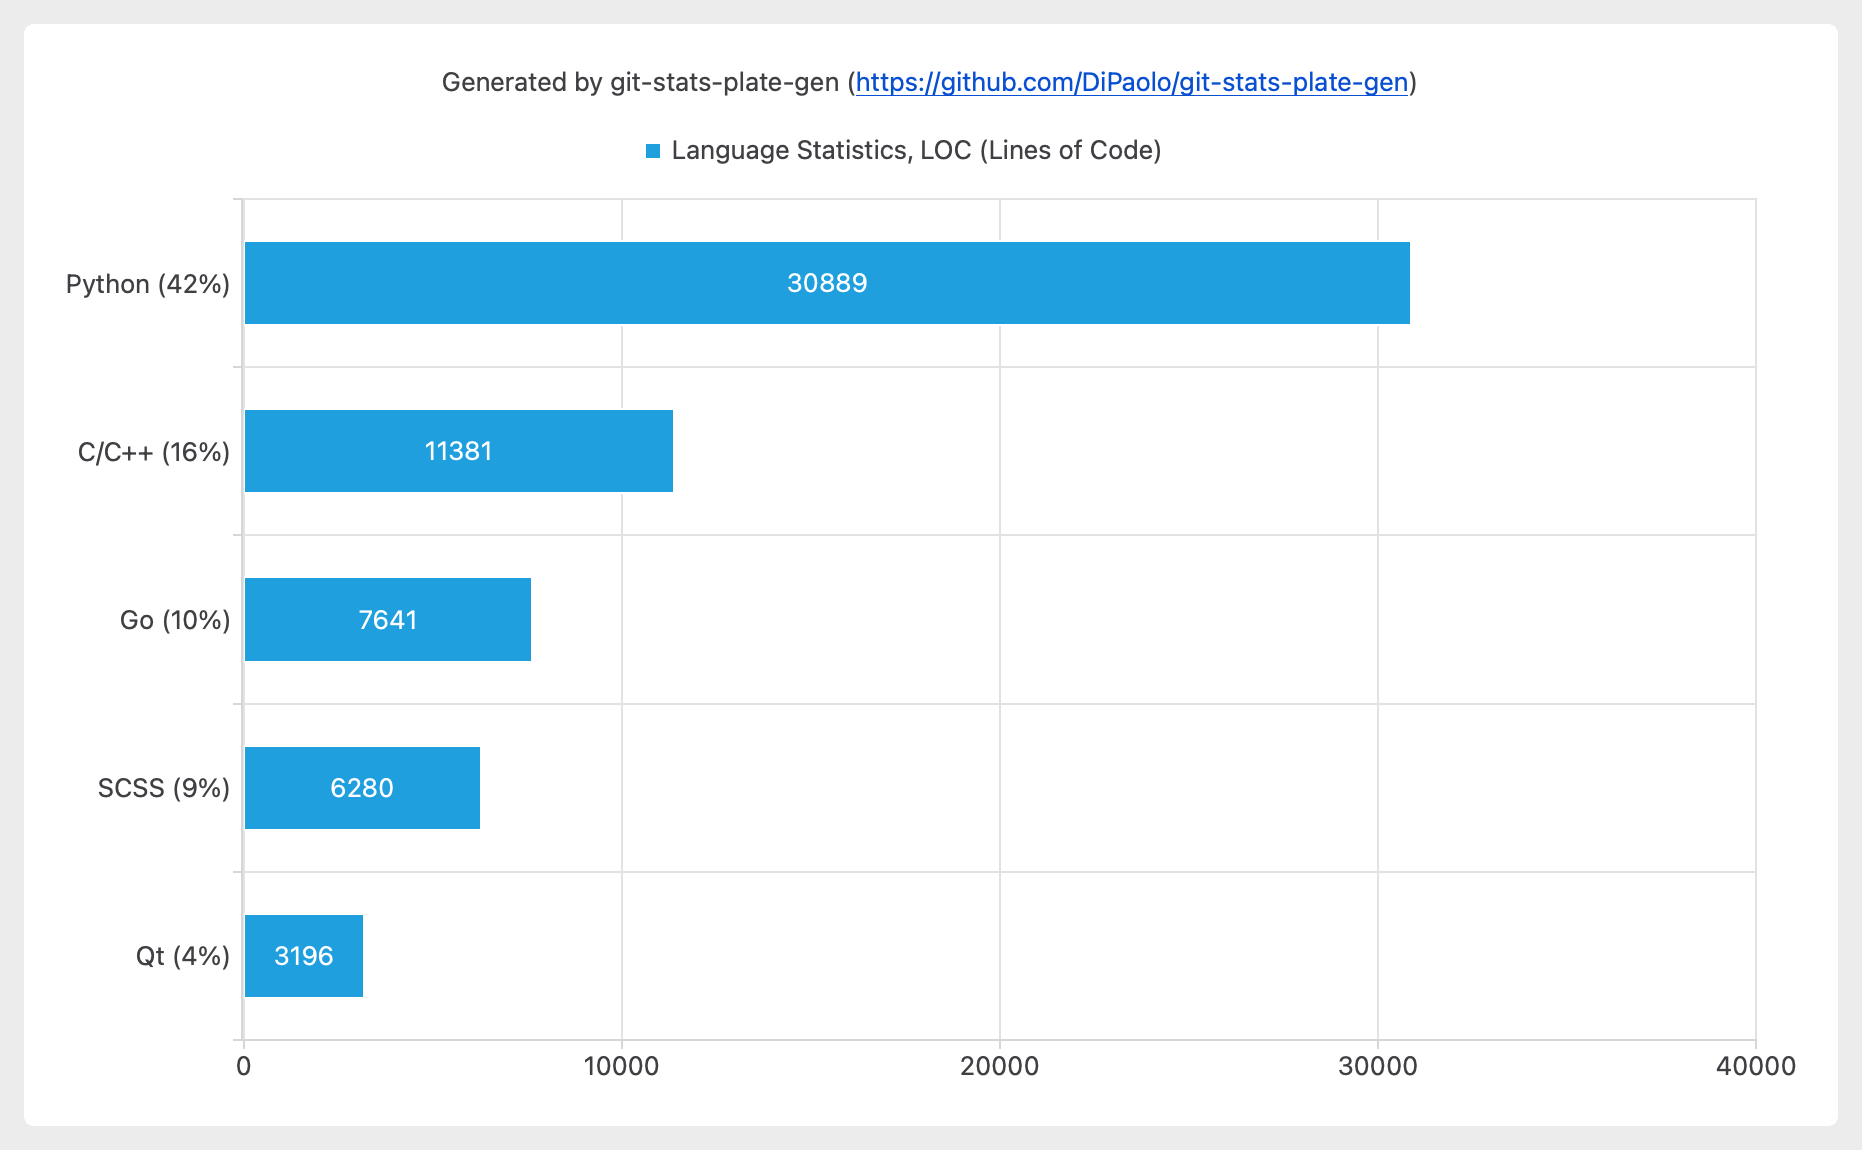 Generated by git-stats-plate-gen (https://github.com/DiPaolo/git-stats-plate-gen)
Language Statistics, LOC (Lines of Code)
Python (42%) 30889
C/C++ (16%) 11381
Go (10%) 7641
SCSS (9%) 6280
Qt (4%) 3196
0 10000 20000 30000 40000